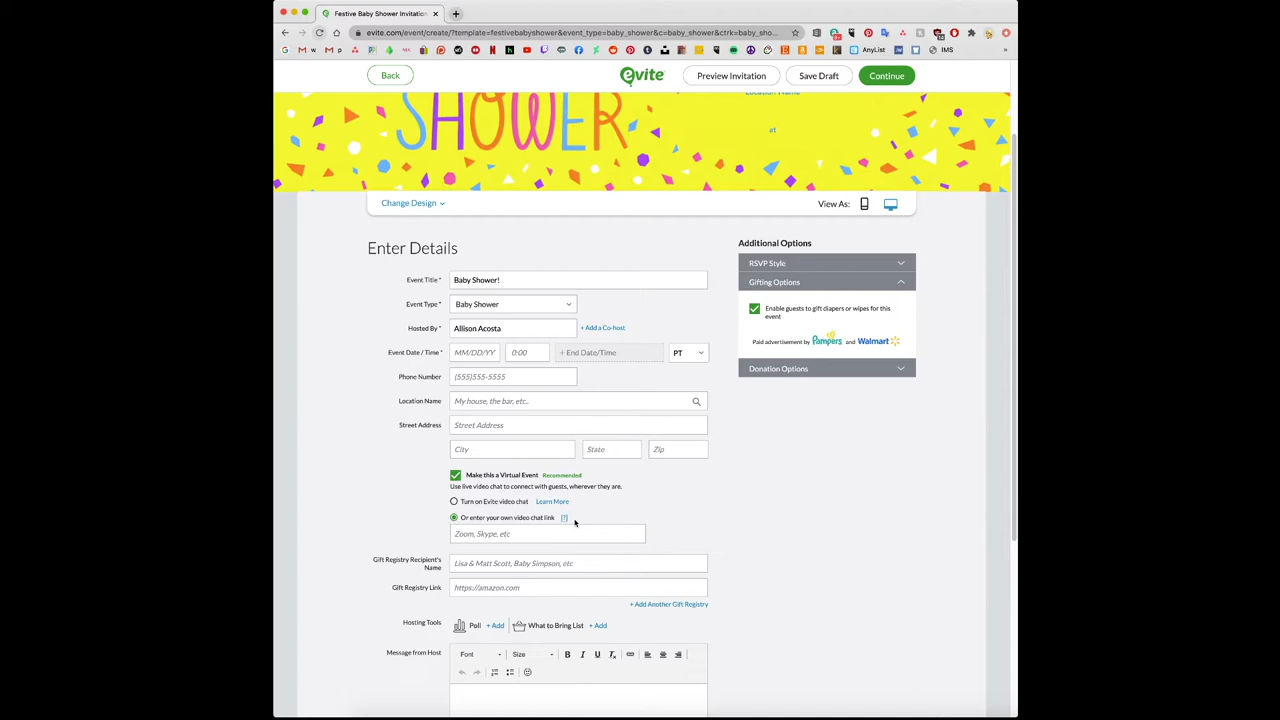 Festive Baby Shower Invitation
evite.com/event/create/?template=festivebabyshower&event_type=baby_shower&c=baby_shower&ctrk=baby_sho...
AnyList
IMS
Back
evite
Preview Invitation
Save Draft
Continue
SHOWER
Location Name
at
Change Design
View As:
Enter Details
Event Title *
Baby Shower!
Event Type *
Baby Shower
Hosted By *
Allison Acosta
+ Add a Co-host
Event Date / Time *
MM/DD/YY
0:00
+ End Date/Time
PT
Phone Number
(555)555-5555
Location Name
My house, the bar, etc..
Street Address
Street Address
City
State
Zip
Make this a Virtual Event Recommended
Use live video chat to connect with guests, wherever they are.
Turn on Evite video chat Learn More
Or enter your own video chat link [?]
Zoom, Skype, etc
Gift Registry Recipient's
Name
Lisa & Matt Scott, Baby Simpson, etc
Gift Registry Link
https://amazon.com
+ Add Another Gift Registry
Hosting Tools
Poll + Add
What to Bring List + Add
Message from Host
Font
Size
B I U Tx
Additional Options
RSVP Style
Gifting Options
Enable guests to gift diapers or wipes for this
event
Paid advertisement by Pampers and Walmart
Donation Options